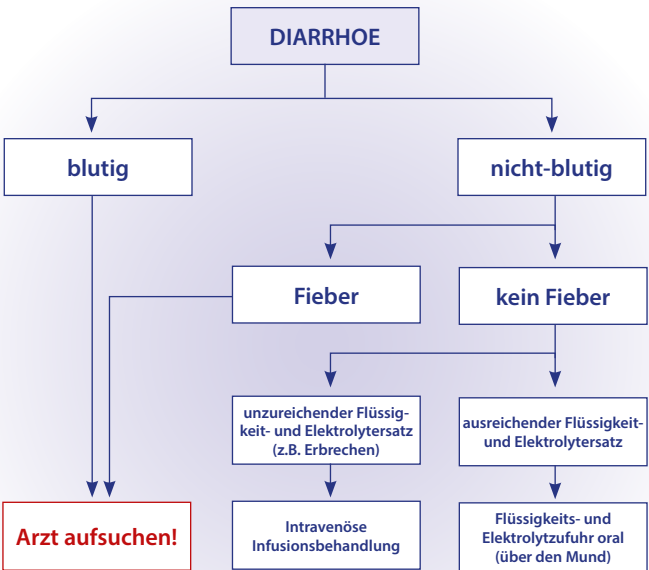 DIARRHOE
blutig
nicht-blutig
Fieber
kein Fieber
unzureichender Flüssig-
keit- und Elektrolytersatz
(z.B. Erbrechen)
ausreichender Flüssigkeit-
und Elektrolytersatz
Arzt aufsuchen!
Intravenöse
Infusionsbehandlung
Flüssigkeits- und
Elektrolytzufuhr oral
(über den Mund)